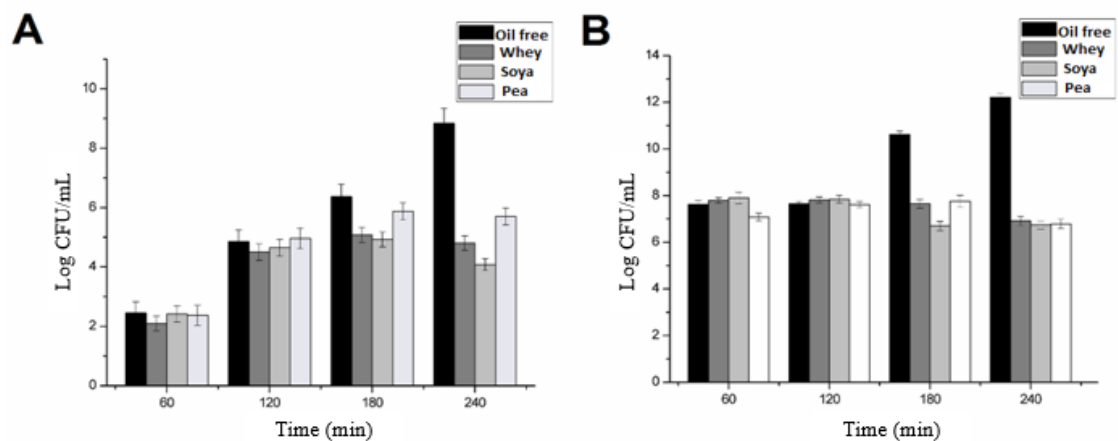 A
Oil free
Whey
Soya
Pea
10
8
6
4
2
0
Log CFU/mL
60 120 180 240
Time (min)
B
Oil free
Whey
Soya
Pea
14
12
10
8
6
4
2
0
Log CFU/mL
60 120 180 240
Time (min)